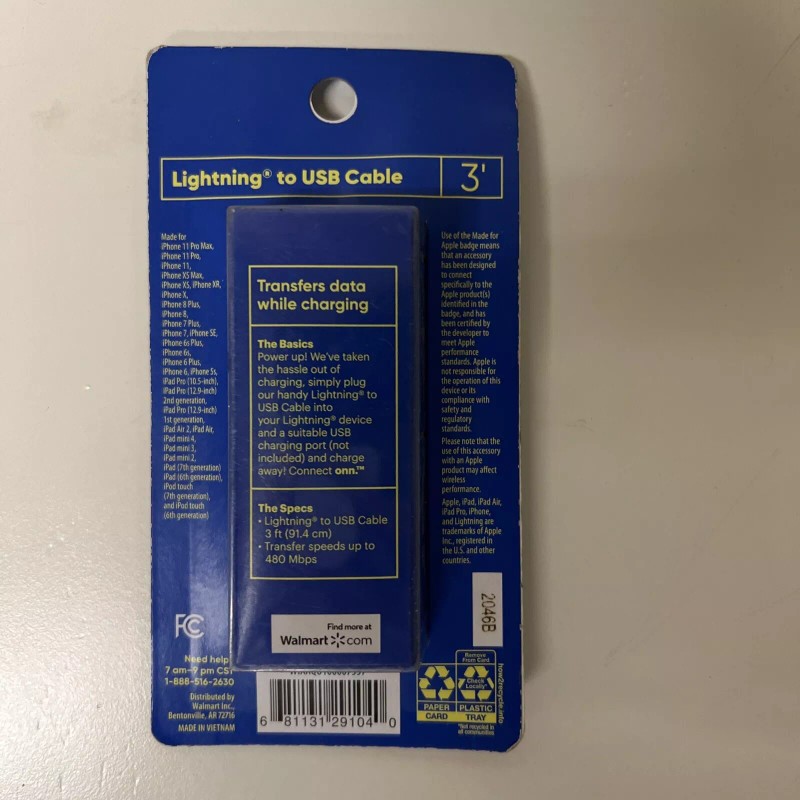 Lightning® to USB Cable
3'
Made for
iPhone 11 Pro Max,
iPhone 11 Pro,
iPhone 11,
iPhone XS Max,
iPhone XS, iPhone XR,
iPhone X,
iPhone 8 Plus,
iPhone 8,
iPhone 7 Plus,
iPhone 7, iPhone SE,
iPhone 6s Plus,
iPhone 6s,
iPhone 6 Plus,
iPhone 6, iPhone 5s,
iPad Pro (10.5-inch),
iPad Pro (12.9-inch)
2nd generation,
iPad Pro (12.9-inch)
1st generation,
iPad Air 2, iPad Air,
iPad mini 4,
iPad mini 3,
iPad mini 2,
iPad (7th generation)
iPad (6th generation),
iPod touch
(7th generation),
and iPod touch
(6th generation)
Transfers data
while charging
The Basics
Power up! We've taken
the hassle out of
charging, simply plug
our handy Lightning® to
USB Cable into
your Lightning® device
and a suitable USB
charging port (not
included) and charge
away! Connect onn.™
The Specs
• Lightning® to USB Cable
3 ft (91.4 cm)
• Transfer speeds up to
480 Mbps
Find more at
Walmart.com
Use of the Made for
Apple badge means
that an accessory
has been designed
to connect
specifically to the
Apple product(s)
identified in the
badge, and has
been certified by
the developer to
meet Apple
performance
standards. Apple is
not responsible for
the operation of this
device or its
compliance with
safety and
regulatory
standards.
Please note that the
use of this accessory
with an Apple
product may affect
wireless
performance.
Apple, iPad, iPad Air,
iPad Pro, iPhone,
and Lightning are
trademarks of Apple
Inc., registered in
the U.S. and other
countries.
2046B
FC
Need help
7 am–9 pm CST
1-888-516-2630
Distributed by
Walmart Inc.,
Bentonville, AR 72716
MADE IN VIETNAM
6 81131 29104 0
Remove
From Card
Check
Locally*
PAPER
CARD
PLASTIC
TRAY
*Not recycled in
all communities
how2recycle.info